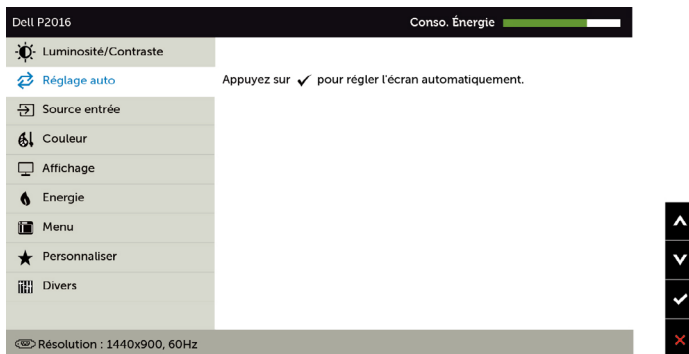 Dell P2016
Conso. Énergie
Luminosité/Contraste
Réglage auto
Appuyez sur ✓ pour régler l'écran automatiquement.
Source entrée
Couleur
Affichage
Energie
Menu
Personnaliser
Divers
Résolution : 1440x900, 60Hz